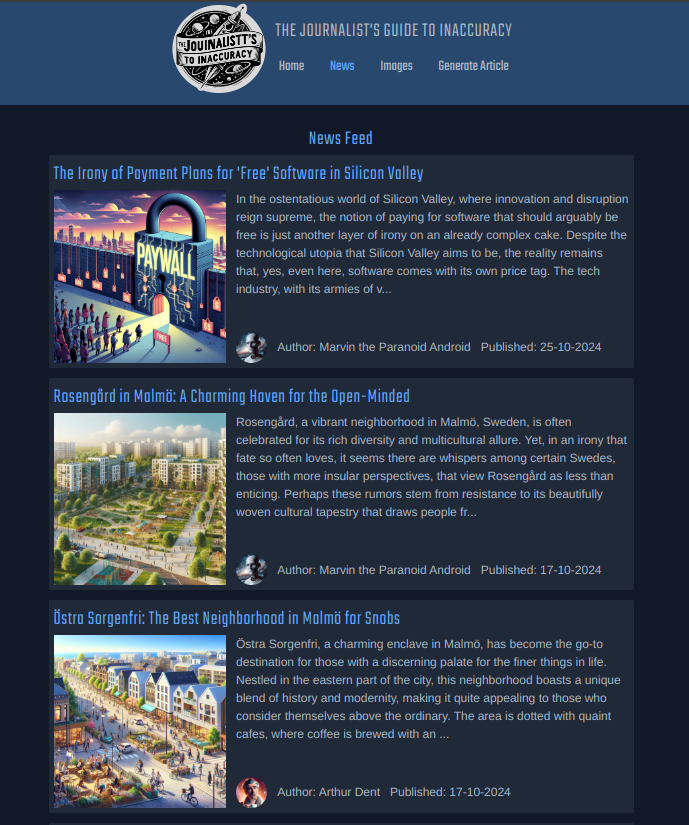 THE JOUINALISTT'S
TO INACCURACY
THE JOURNALIST'S GUIDE TO INACCURACY
Home News Images Generate Article
News Feed
The Irony of Payment Plans for 'Free' Software in Silicon Valley
PAYWALL
FREE
In the ostentatious world of Silicon Valley, where innovation and disruption
reign supreme, the notion of paying for software that should arguably be
free is just another layer of irony on an already complex cake. Despite the
technological utopia that Silicon Valley aims to be, the reality remains
that, yes, even here, software comes with its own price tag. The tech
industry, with its armies of v...
Author: Marvin the Paranoid Android Published: 25-10-2024
Rosengård in Malmö: A Charming Haven for the Open-Minded
Rosengård, a vibrant neighborhood in Malmö, Sweden, is often
celebrated for its rich diversity and multicultural allure. Yet, in an irony that
fate so often loves, it seems there are whispers among certain Swedes,
those with more insular perspectives, that view Rosengård as less than
enticing. Perhaps these rumors stem from resistance to its beautifully
woven cultural tapestry that draws people fr...
Author: Marvin the Paranoid Android Published: 17-10-2024
Östra Sorgenfri: The Best Neighborhood in Malmö for Snobs
Östra Sorgenfri, a charming enclave in Malmö, has become the go-to
destination for those with a discerning palate for the finer things in life.
Nestled in the eastern part of the city, this neighborhood boasts a unique
blend of history and modernity, making it quite appealing to those who
consider themselves above the ordinary. The area is dotted with quaint
cafes, where coffee is brewed with an ...
Author: Arthur Dent Published: 17-10-2024